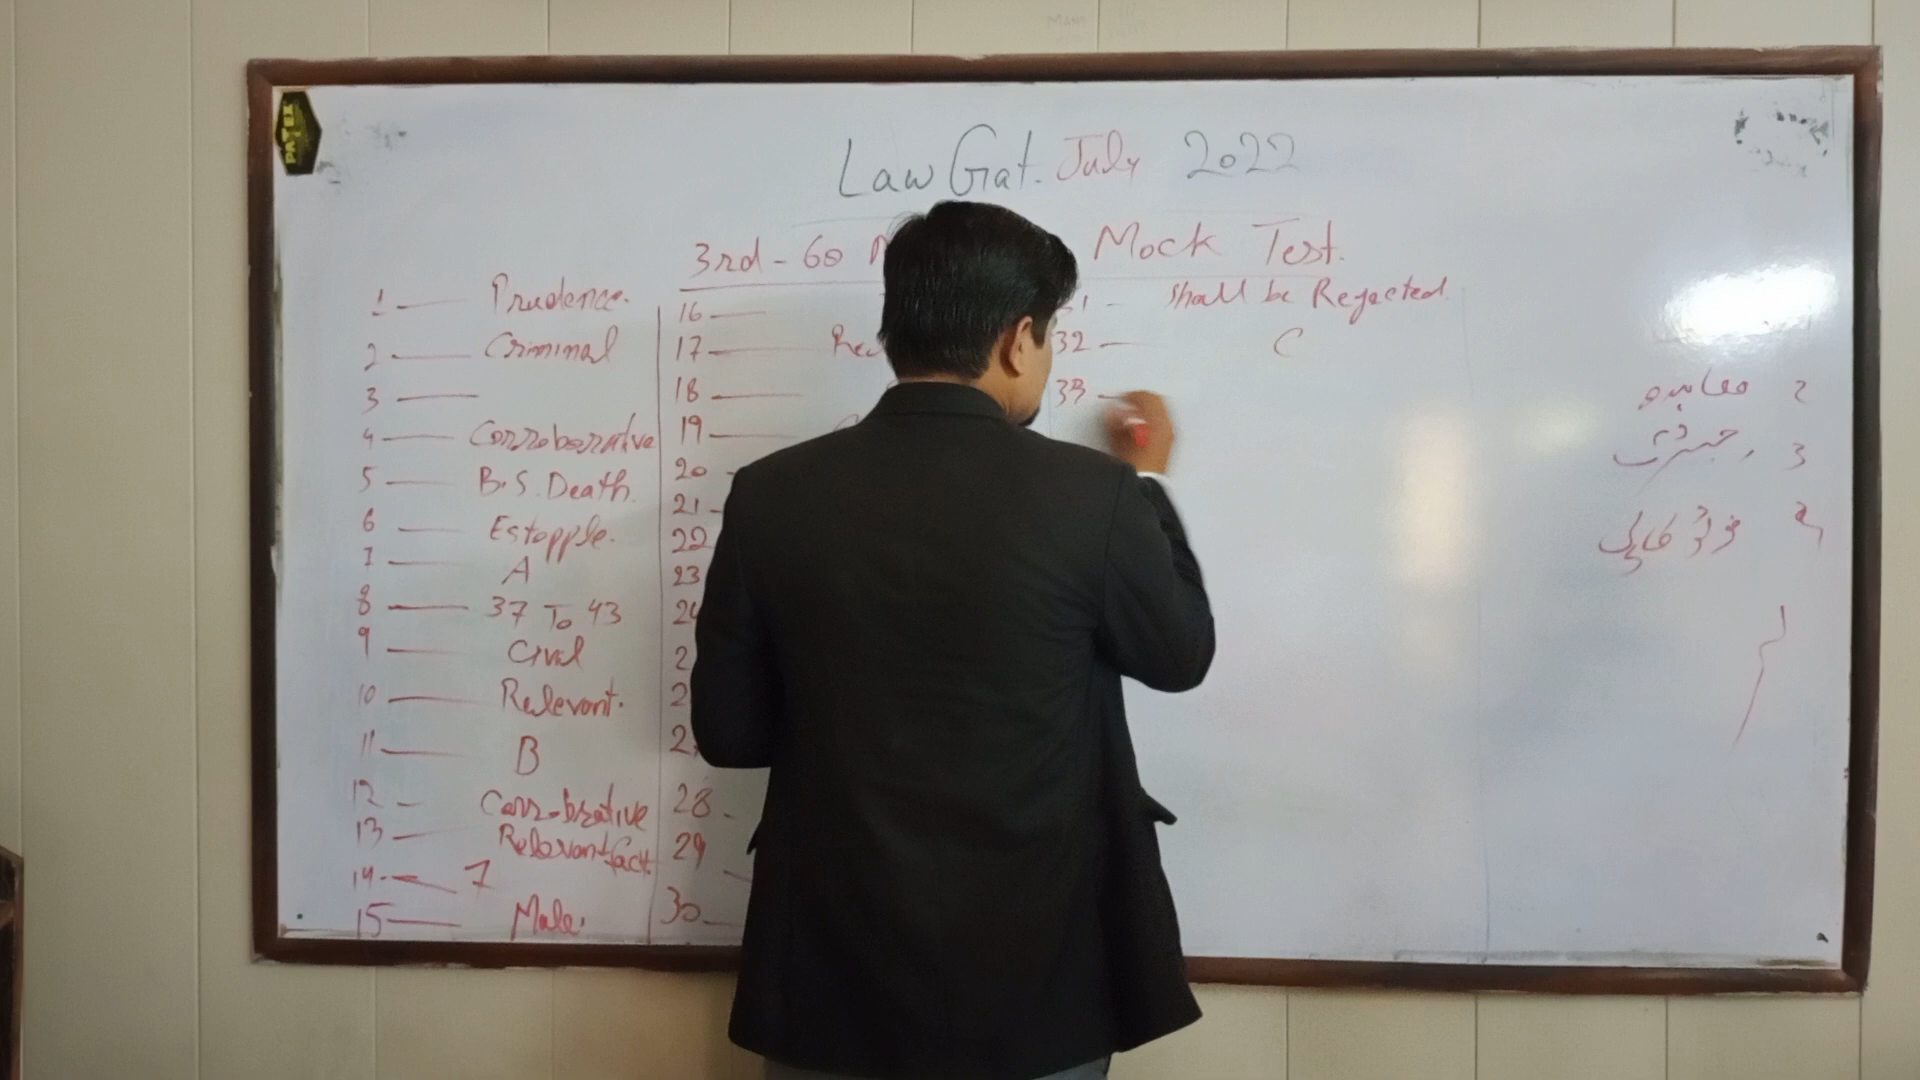 PATEX
Law Gat. July 2022
3rd - 60 Mock Test.
1 — Prudence.
2 — Criminal
3 —
4 — Corroborative
5 — B.S. Death.
6 — Estopple.
7 — A
8 — 37 To 43
9 — Civil
10 — Relevant.
11 — B
12 - Corroborative
13 — Relevant fact.
14 - 7
15 — Male.
16 —
17 —
18 —
19 —
20 -
21 -
22
23
28 -
29
30 —
shall be Rejected.
32 — C
33 —
2 معاہدہ
3 رجسٹرڈ